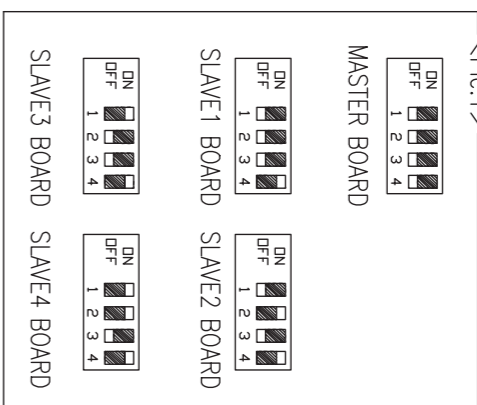 ON
OFF
1 2 3 4
MASTER BOARD
ON
OFF
1 2 3 4
SLAVE1 BOARD
ON
OFF
1 2 3 4
SLAVE2 BOARD
ON
OFF
1 2 3 4
SLAVE3 BOARD
ON
OFF
1 2 3 4
SLAVE4 BOARD